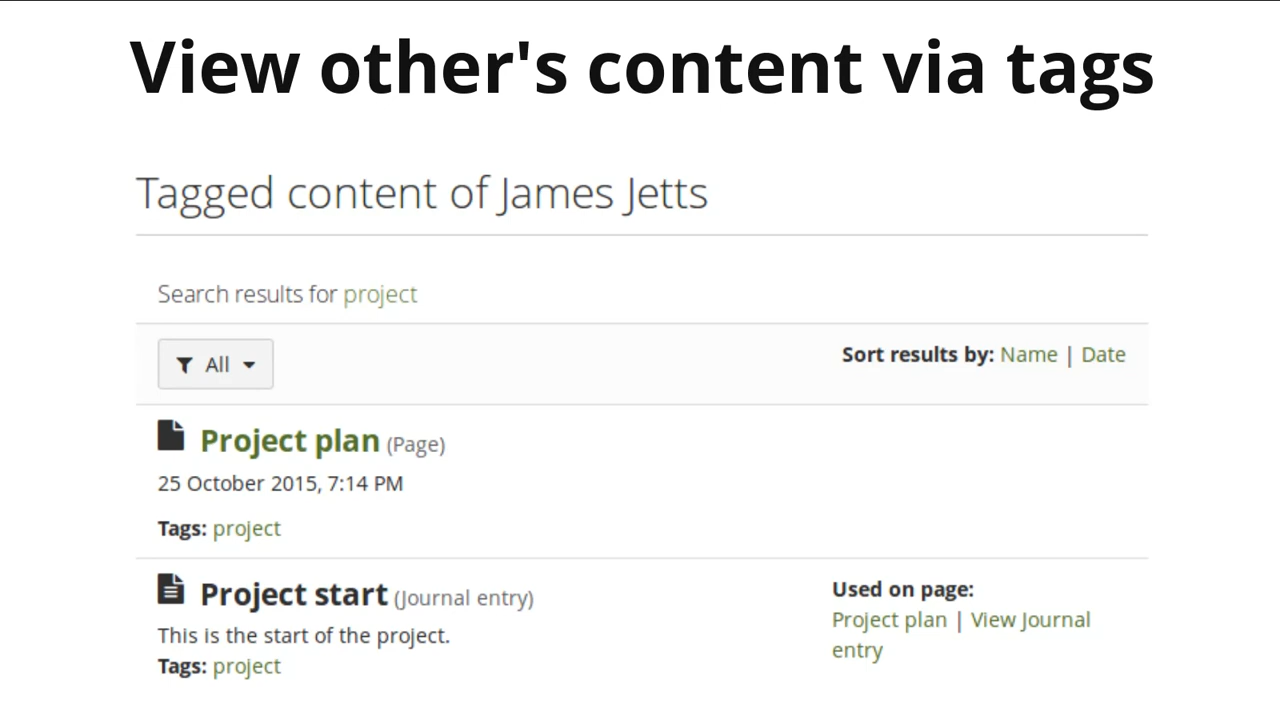 View other's content via tags
Tagged content of James Jetts
Search results for project
All
Sort results by: Name | Date
Project plan (Page)
25 October 2015, 7:14 PM
Tags: project
Project start (Journal entry)
This is the start of the project.
Tags: project
Used on page:
Project plan | View Journal
entry